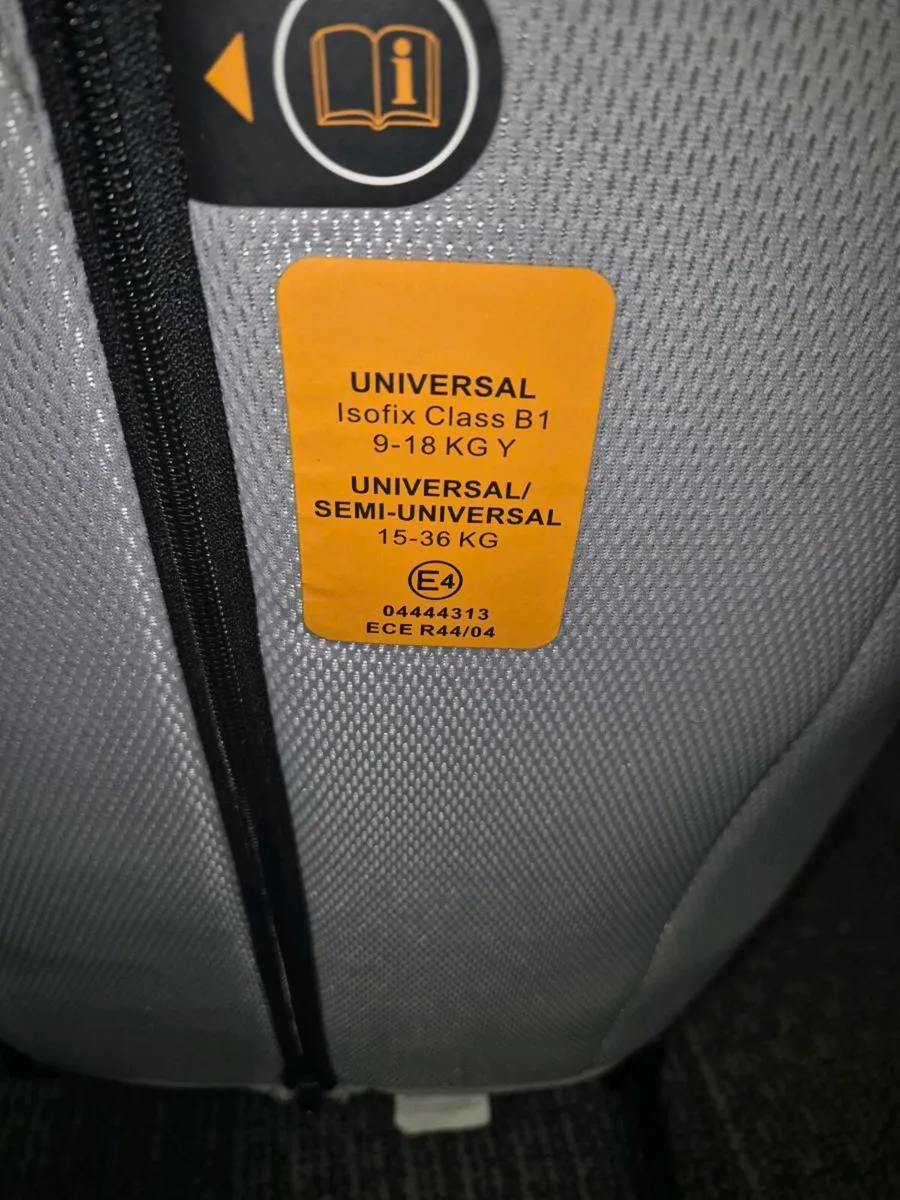 UNIVERSAL
Isofix Class B1
9-18 KG Y
UNIVERSAL/
SEMI-UNIVERSAL
15-36 KG
E4
04444313
ECE R44/04